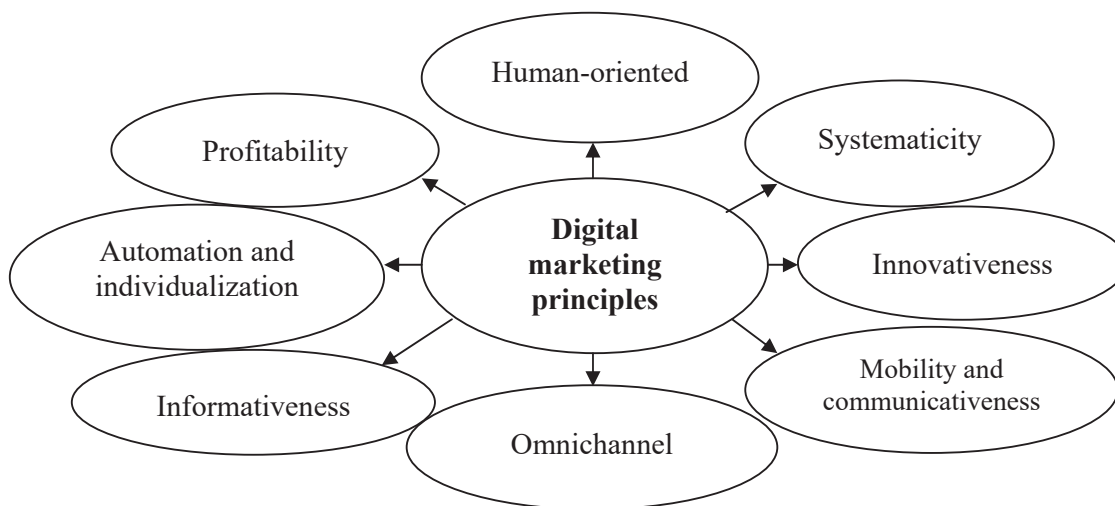 Human-oriented
Profitability
Systematicity
Digital
marketing
principles
Automation and
individualization
Innovativeness
Informativeness
Mobility and
communicativeness
Omnichannel